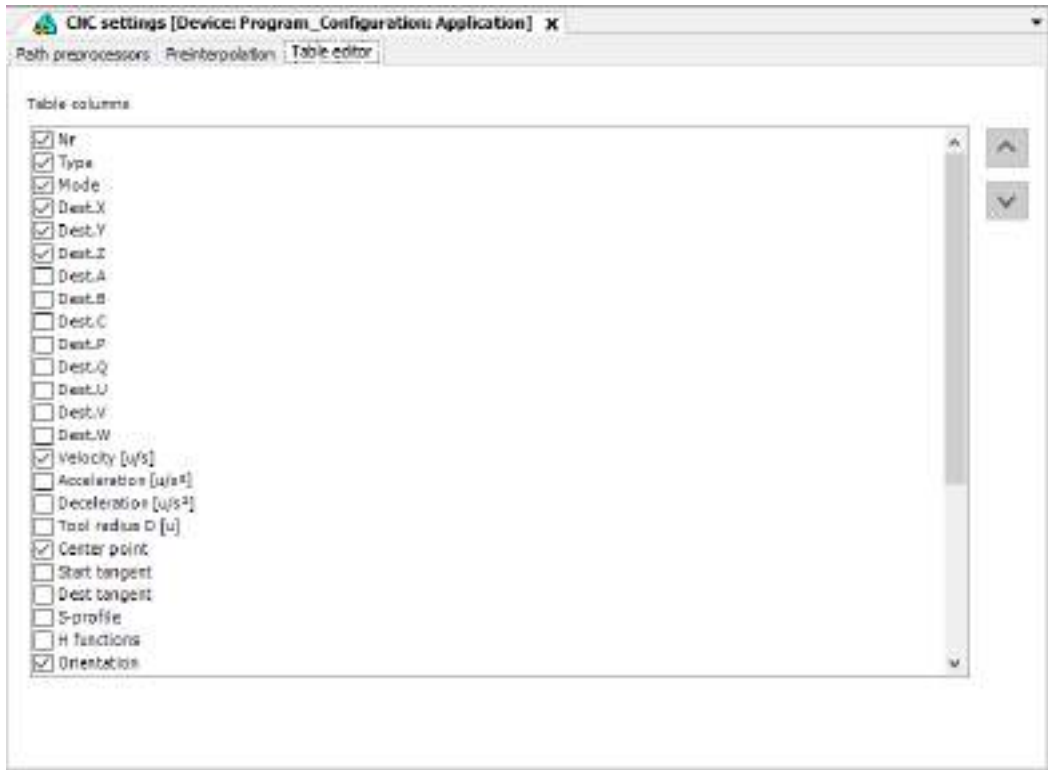 CNC settings [Device: Program_Configuration: Application] x
Path preprocessors Preinterpolation Table editor
Table columns
Nr
Type
Mode
Dest.X
Dest.Y
Dest.Z
Dest.A
Dest.B
Dest.C
Dest.P
Dest.Q
Dest.U
Dest.V
Dest.W
Velocity [u/s]
Acceleration [u/s²]
Deceleration [u/s²]
Tool radius D [u]
Center point
Start tangent
Dest tangent
S-profile
H functions
Orientation